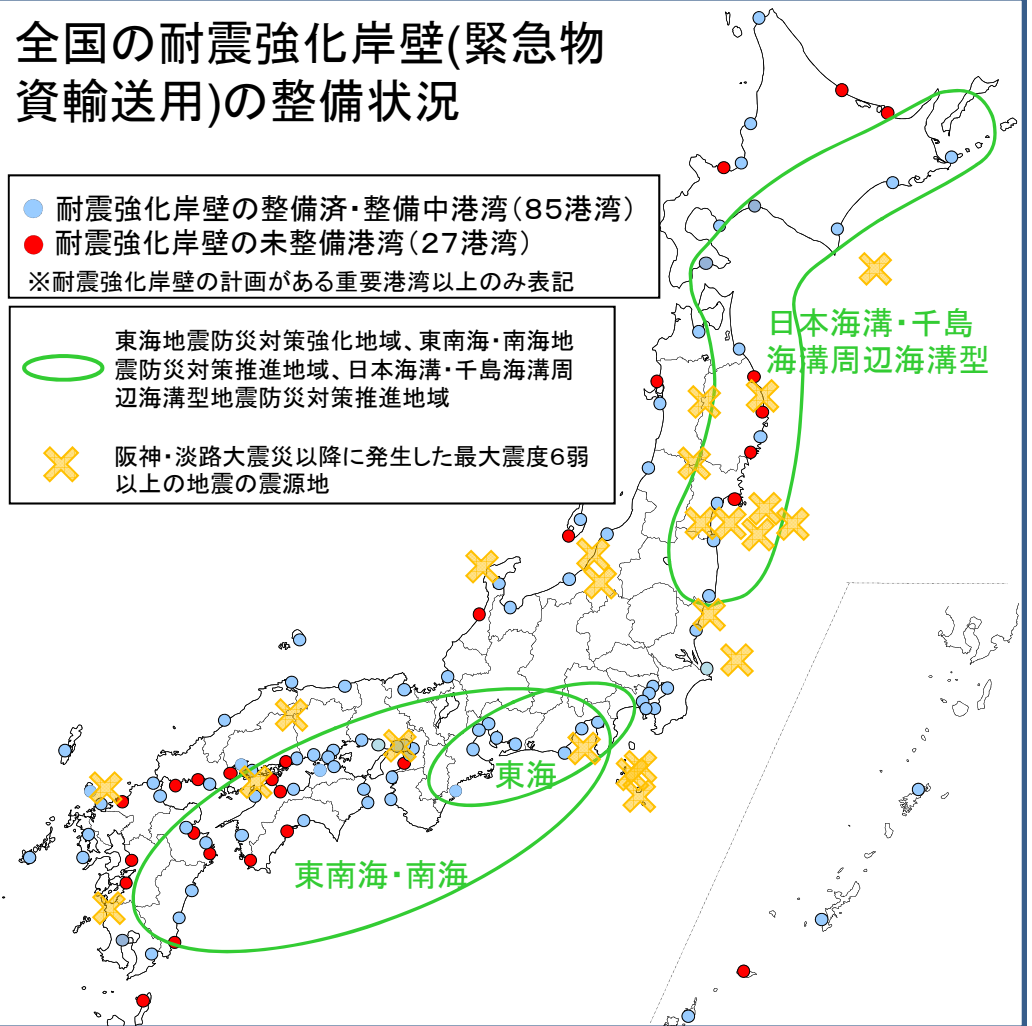 全国の耐震強化岸壁(緊急物
資輸送用)の整備状況
耐震強化岸壁の整備済・整備中港湾(85港湾)
耐震強化岸壁の未整備港湾(27港湾)
※耐震強化岸壁の計画がある重要港湾以上のみ表記
東海地震防災対策強化地域、東南海・南海地
震防災対策推進地域、日本海溝・千島海溝周
辺海溝型地震防災対策推進地域
阪神・淡路大震災以降に発生した最大震度6弱
以上の地震の震源地
日本海溝・千島
海溝周辺海溝型
東海
東南海・南海